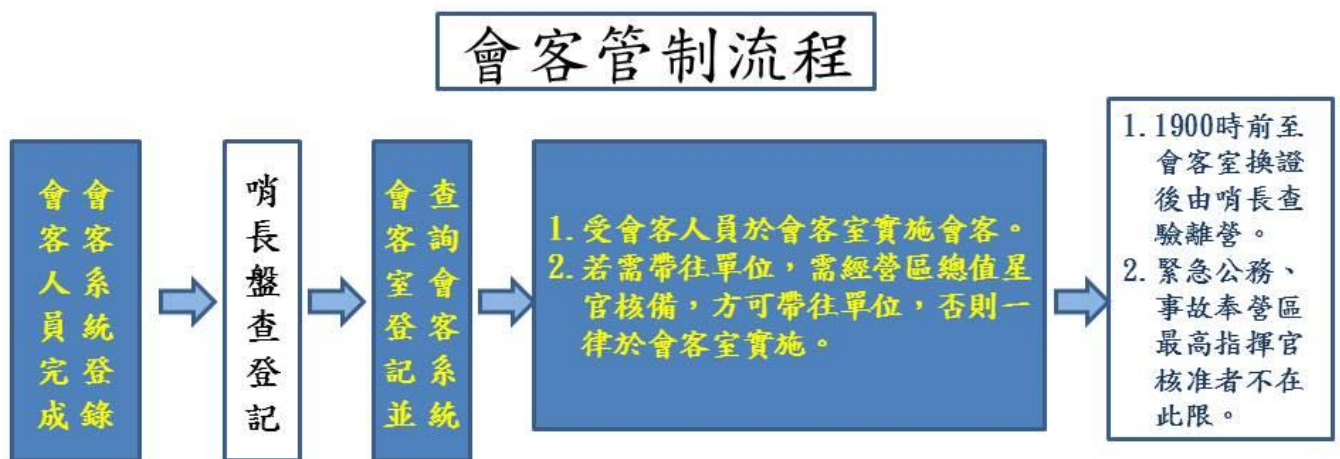 會客管制流程
會客人員完成
會客系統登錄
哨長盤查登記
會客室登記並
查詢會客系統
1. 受會客人員於會客室實施會客。
2. 若需帶往單位，需經營區總值星
官核備，方可帶往單位，否則一
律於會客室實施。
1. 1900時前至
會客室換證
後由哨長查
驗離營。
2. 緊急公務、
事故奉營區
最高指揮官
核准者不在
此限。